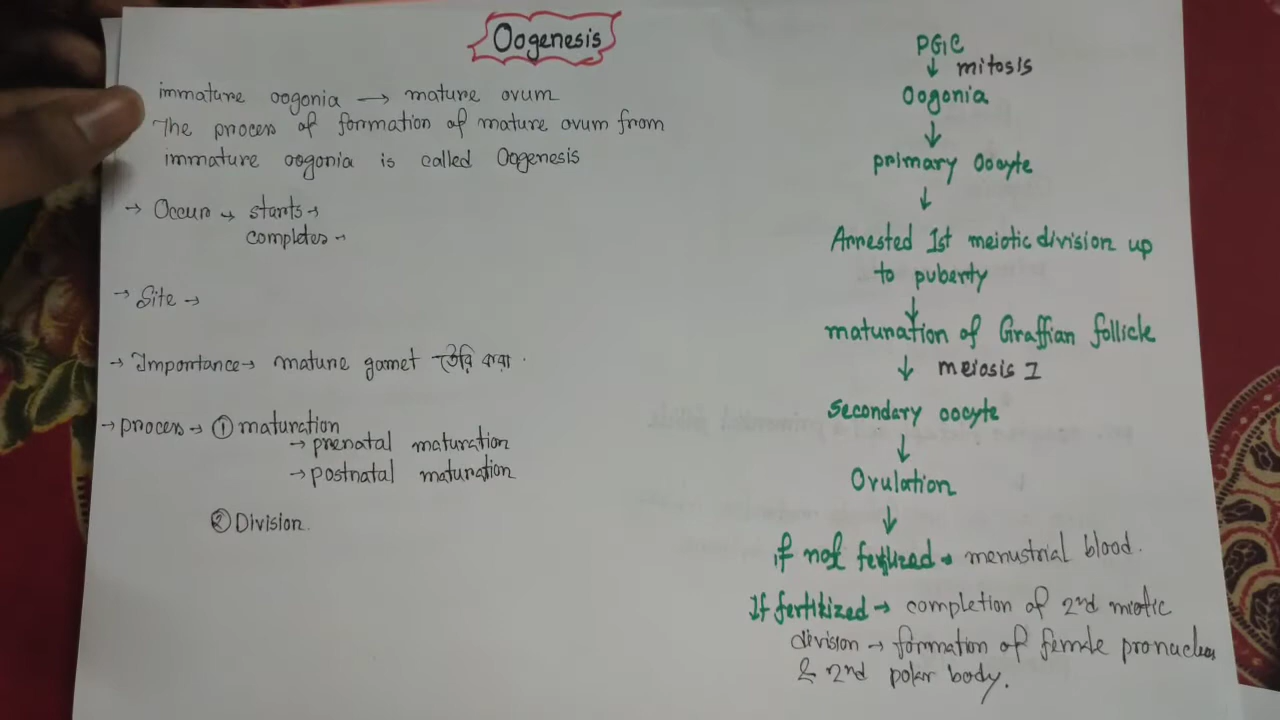 Oogenesis
immature oogonia → mature ovum
The process of formation of mature ovum from
immature oogonia is called Oogenesis
→ Occur → starts →
completes -
→ Site →
→ Importance → mature gamet তৈরি করা .
→ process → ① maturation
→ prenatal maturation
→ postnatal maturation
② Division.
PGC
↓ mitosis
Oogonia
↓
primary Oocyte
↓
Arrested 1st meiotic division up
to puberty
↓
maturation of Graffian follicle
↓ meiosis I
secondary oocyte
↓
Ovulation
↓
if not fertilized → menustrial blood.
If fertilized → completion of 2nd miotic
division → formation of female pronucleus
& 2nd polar body.